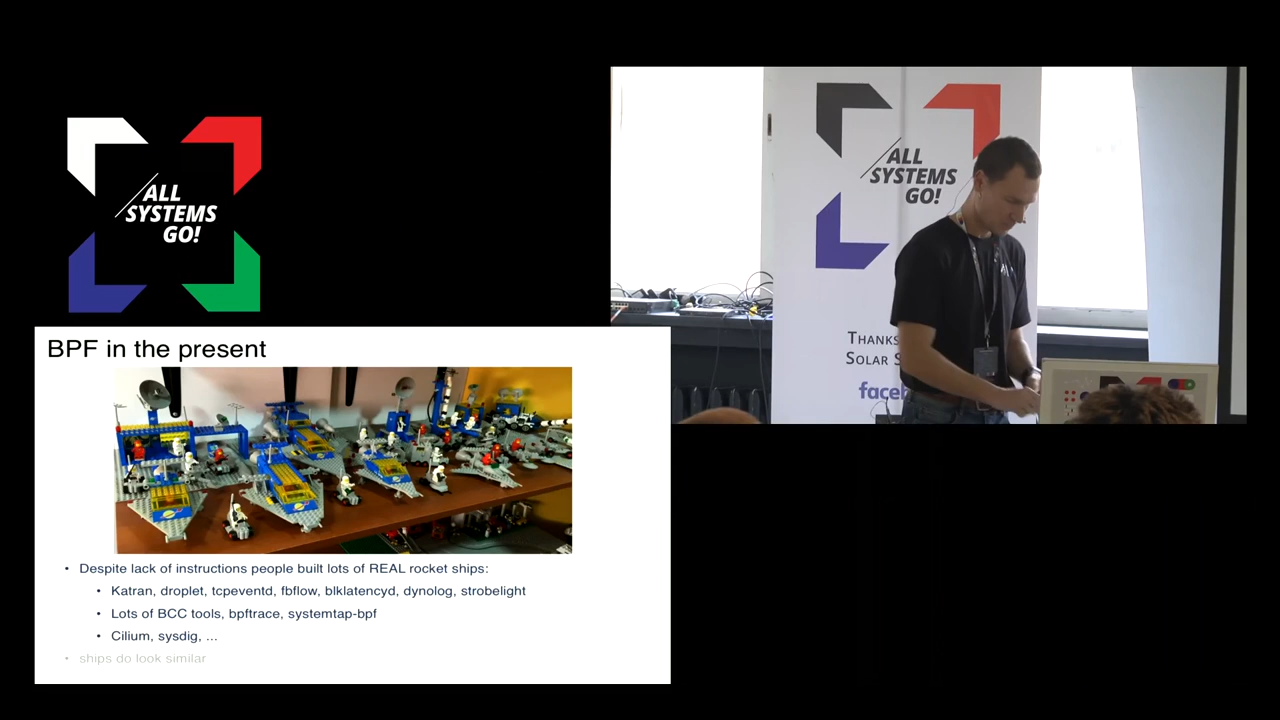 ALL
SYSTEMS
GO!
ALL
SYSTEMS
GO!
THANKS
SOLAR S
faceb
BPF in the present
• Despite lack of instructions people built lots of REAL rocket ships:
• Katran, droplet, tcpeventd, fbflow, blklatencyd, dynolog, strobelight
• Lots of BCC tools, bpftrace, systemtap-bpf
• Cilium, sysdig, ...
• ships do look similar